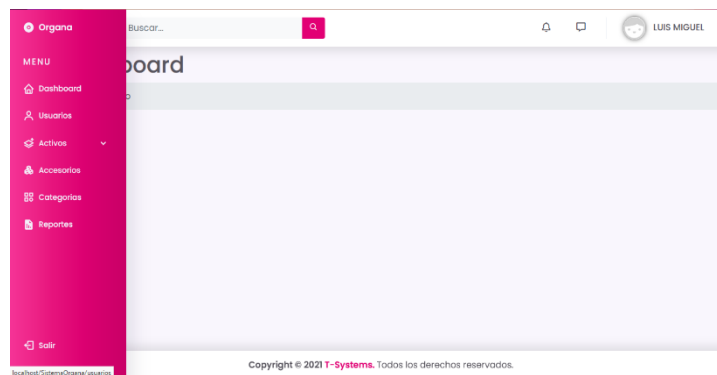 Organa
Buscar...
LUIS MIGUEL
MENU
board
Dashboard
o
Usuarios
Activos
Accesorios
Categorias
Reportes
Salir
Copyright © 2021 T-Systems. Todos los derechos reservados.
localhost/SistemaOrgana/usuarios